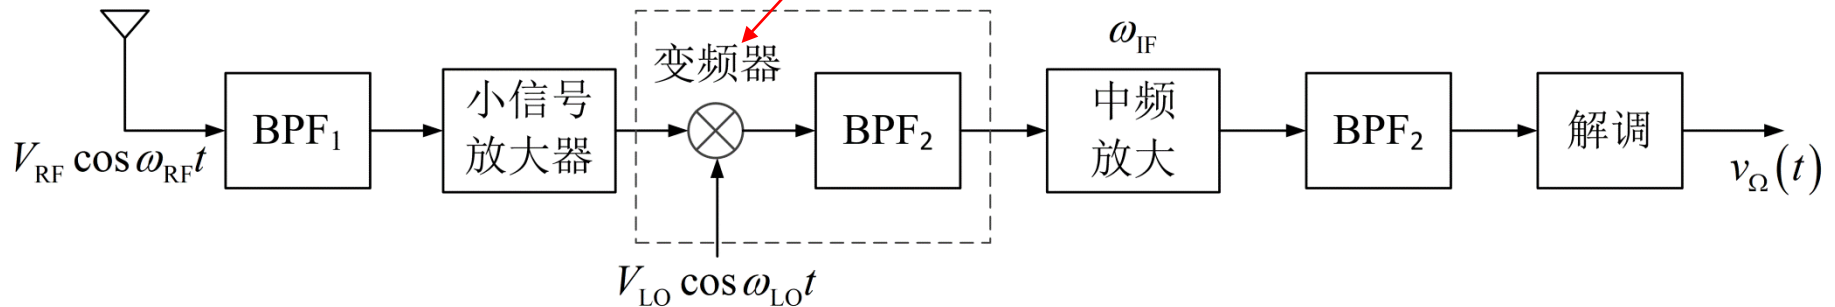 V_RF cos ω_RF t
BPF₁
小信号
放大器
变频器
V_LO cos ω_LO t
BPF₂
ω_IF
中频
放大
BPF₂
解调
v_Ω(t)